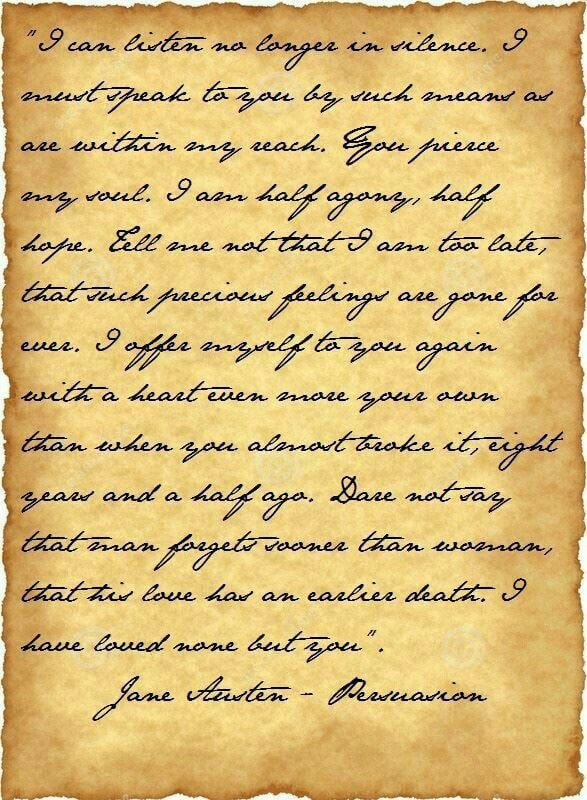 "I can listen no longer in silence. I
must speak to you by such means as
are within my reach. You pierce
my soul. I am half agony, half
hope. Tell me not that I am too late,
that such precious feelings are gone for
ever. I offer myself to you again
with a heart even more your own
than when you almost broke it, eight
years and a half ago. Dare not say
that man forgets sooner than woman,
that his love has an earlier death. I
have loved none but you".
Jane Austen - Persuasion